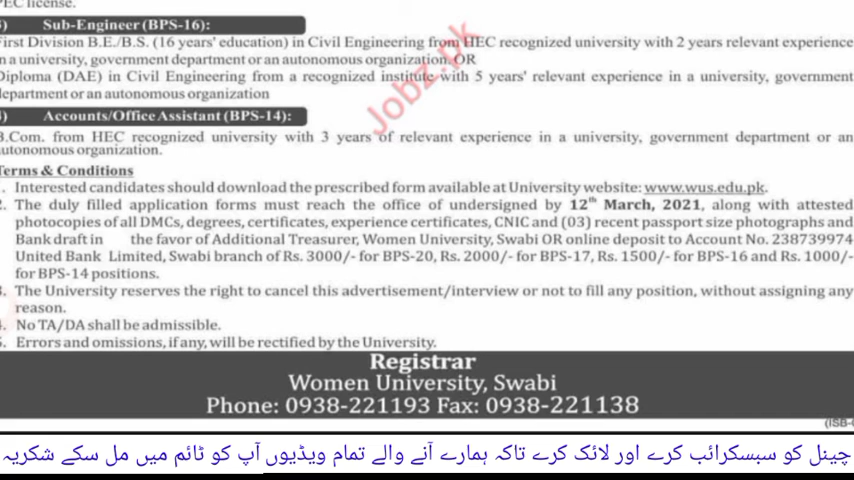 PEC license.
Sub-Engineer (BPS-16):
First Division B.E./B.S. (16 years' education) in Civil Engineering from HEC recognized university with 2 years relevant experience
in a university, government department or an autonomous organization. OR
Diploma (DAE) in Civil Engineering from a recognized institute with 5 years' relevant experience in a university, government
department or an autonomous organization
Accounts/Office Assistant (BPS-14):
B.Com. from HEC recognized university with 3 years of relevant experience in a university, government department or an
autonomous organization.
Terms & Conditions
. Interested candidates should download the prescribed form available at University website: www.wus.edu.pk.
2. The duly filled application forms must reach the office of undersigned by 12th March, 2021, along with attested
photocopies of all DMCs, degrees, certificates, experience certificates, CNIC and (03) recent passport size photographs and
Bank draft in the favor of Additional Treasurer, Women University, Swabi OR online deposit to Account No. 238739974
United Bank Limited, Swabi branch of Rs. 3000/- for BPS-20, Rs. 2000/- for BPS-17, Rs. 1500/- for BPS-16 and Rs. 1000/-
for BPS-14 positions.
3. The University reserves the right to cancel this advertisement/interview or not to fill any position, without assigning any
reason.
4. No TA/DA shall be admissible.
5. Errors and omissions, if any, will be rectified by the University.
Registrar
Women University, Swabi
Phone: 0938-221193 Fax: 0938-221138
(ISB-
Jobz.pk
چینل کو سبسکرائب کرے اور لائک کرے تاکہ ہمارے آنے والے تمام ویڈیوں آپ کو ٹائم میں مل سکے شکریہ